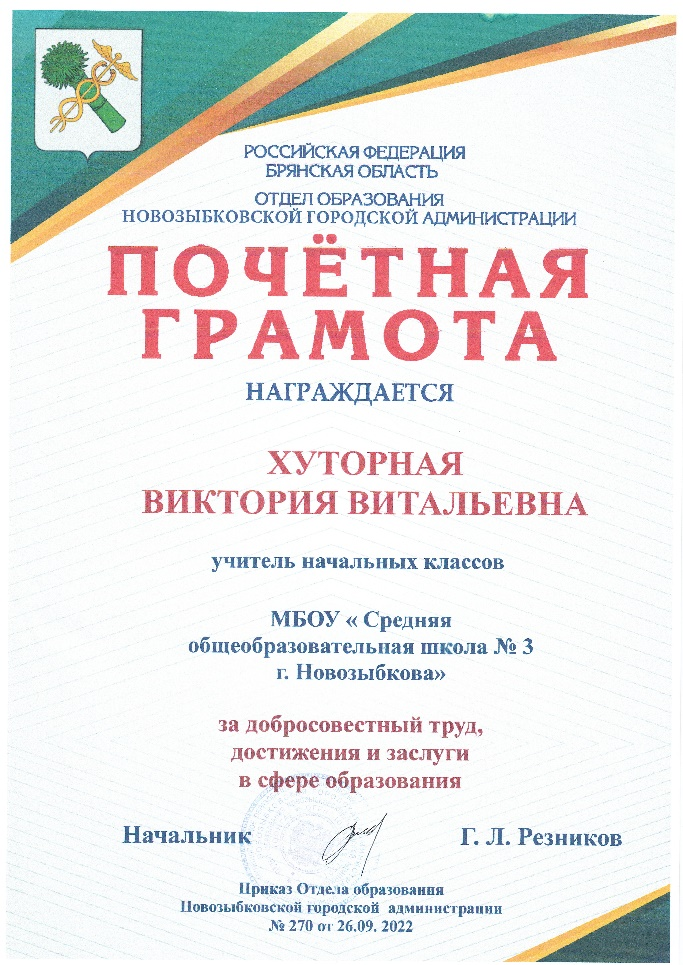 РОССИЙСКАЯ ФЕДЕРАЦИЯ
БРЯНСКАЯ ОБЛАСТЬ
ОТДЕЛ ОБРАЗОВАНИЯ
НОВОЗЫБКОВСКОЙ ГОРОДСКОЙ АДМИНИСТРАЦИИ
ПОЧЁТНАЯ
ГРАМОТА
НАГРАЖДАЕТСЯ
ХУТОРНАЯ
ВИКТОРИЯ ВИТАЛЬЕВНА
учитель начальных классов
МБОУ « Средняя
общеобразовательная школа № 3
г. Новозыбкова»
за добросовестный труд,
достижения и заслуги
в сфере образования
Начальник Г. Л. Резников
Приказ Отдела образования
Новозыбковской городской администрации
№ 270 от 26.09. 2022